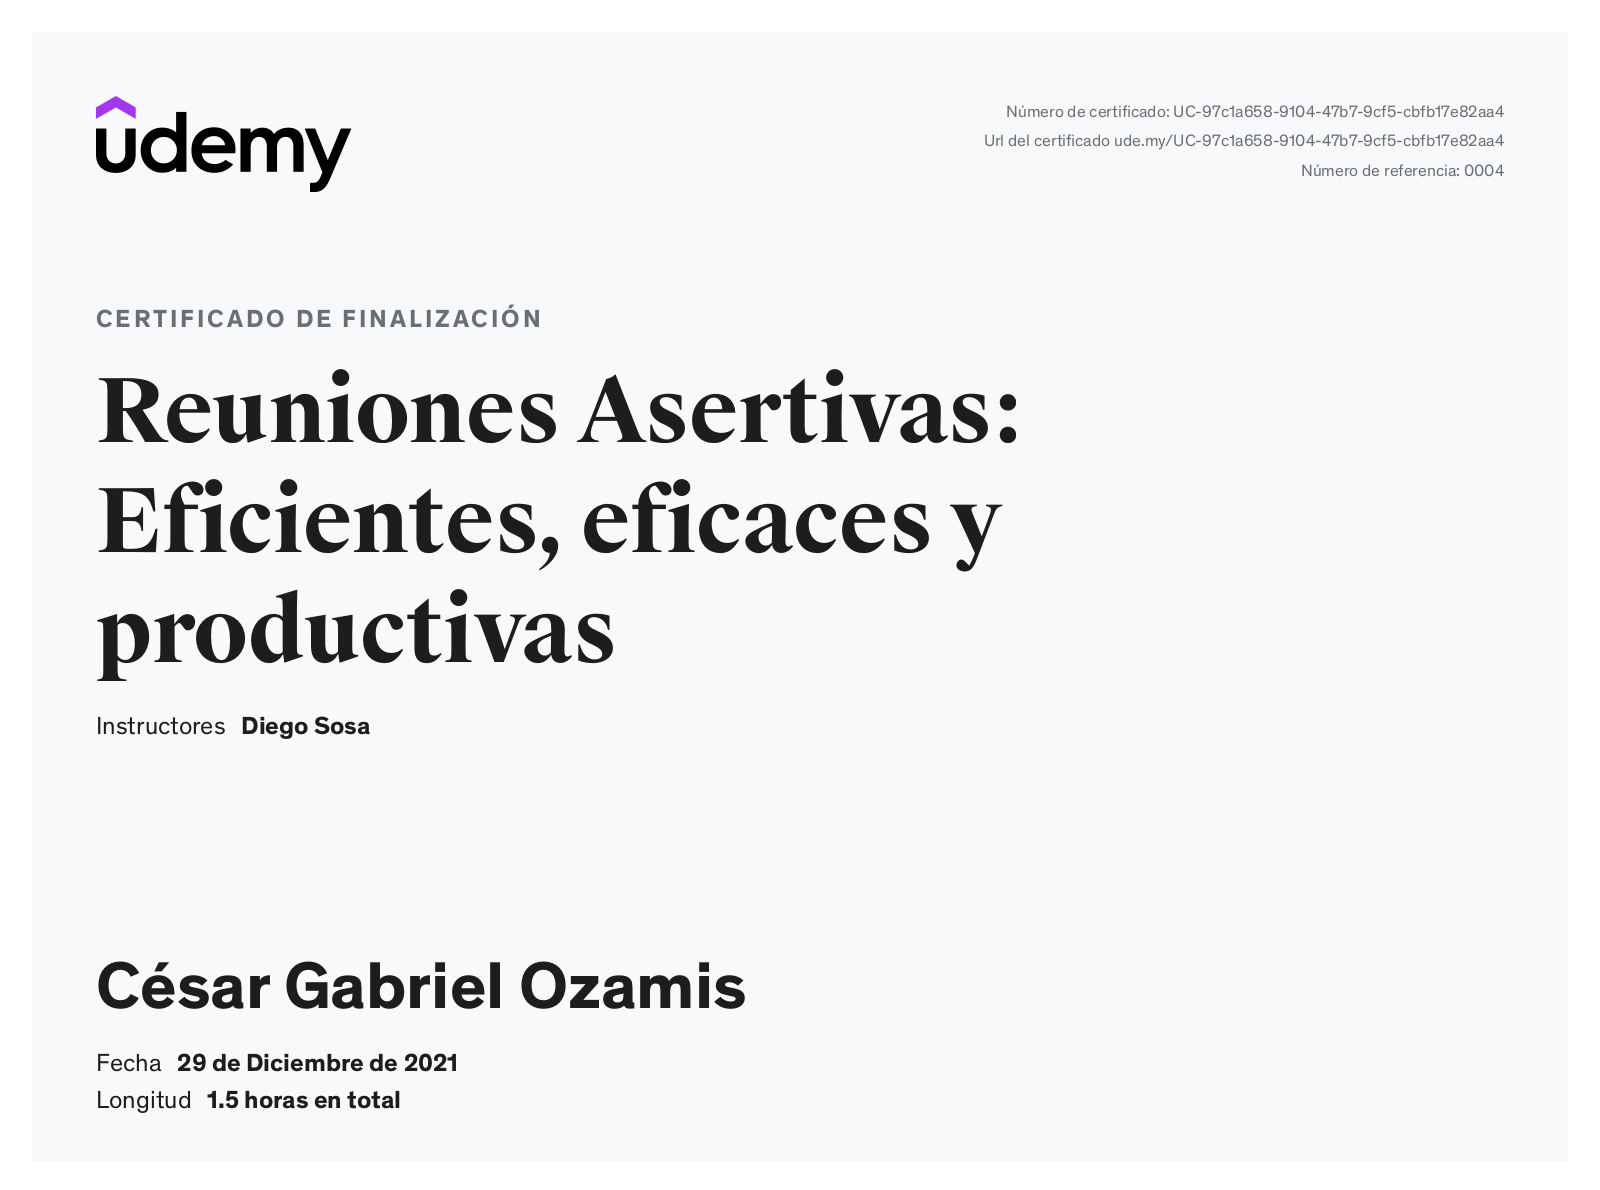 udemy
Número de certificado: UC-97c1a658-9104-47b7-9cf5-cbfb17e82aa4
Url del certificado ude.my/UC-97c1a658-9104-47b7-9cf5-cbfb17e82aa4
Número de referencia: 0004
CERTIFICADO DE FINALIZACIÓN
Reuniones Asertivas:
Eficientes, eficaces y
productivas
Instructores Diego Sosa
César Gabriel Ozamis
Fecha 29 de Diciembre de 2021
Longitud 1.5 horas en total